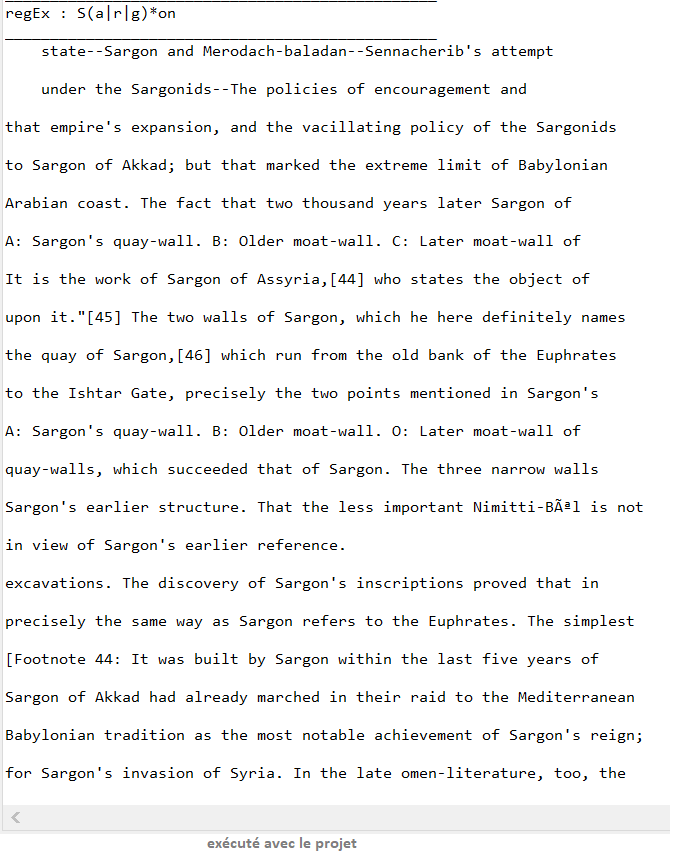 regEx : S(a|r|g)*on
state--Sargon and Merodach-baladan--Sennacherib's attempt
under the Sargonids--The policies of encouragement and
that empire's expansion, and the vacillating policy of the Sargonids
to Sargon of Akkad; but that marked the extreme limit of Babylonian
Arabian coast. The fact that two thousand years later Sargon of
A: Sargon's quay-wall. B: Older moat-wall. C: Later moat-wall of
It is the work of Sargon of Assyria,[44] who states the object of
upon it."[45] The two walls of Sargon, which he here definitely names
the quay of Sargon,[46] which run from the old bank of the Euphrates
to the Ishtar Gate, precisely the two points mentioned in Sargon's
A: Sargon's quay-wall. B: Older moat-wall. O: Later moat-wall of
quay-walls, which succeeded that of Sargon. The three narrow walls
Sargon's earlier structure. That the less important Nimitti-BÃªl is not
in view of Sargon's earlier reference.
excavations. The discovery of Sargon's inscriptions proved that in
precisely the same way as Sargon refers to the Euphrates. The simplest
[Footnote 44: It was built by Sargon within the last five years of
Sargon of Akkad had already marched in their raid to the Mediterranean
Babylonian tradition as the most notable achievement of Sargon's reign;
for Sargon's invasion of Syria. In the late omen-literature, too, the
exécuté avec le projet